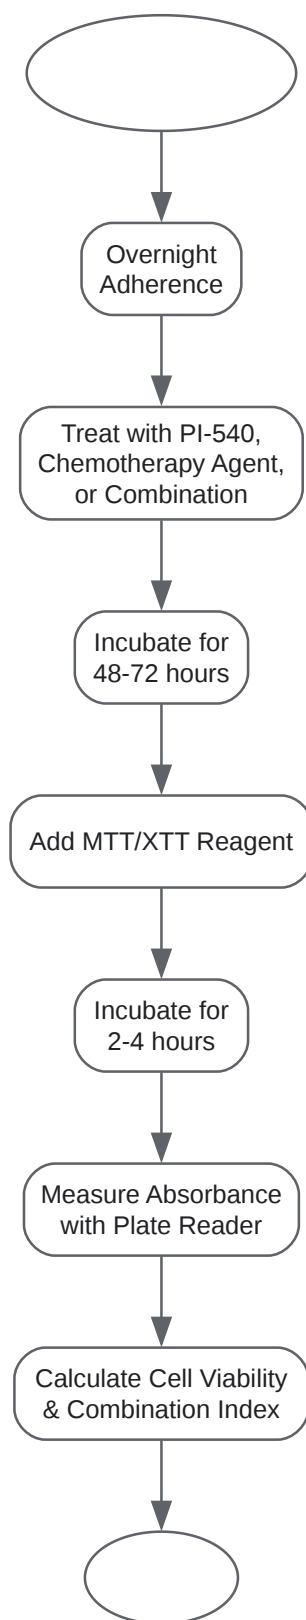 Overnight
Adherence
Treat with PI-540,
Chemotherapy Agent,
or Combination
Incubate for
48-72 hours
Add MTT/XTT Reagent
Incubate for
2-4 hours
Measure Absorbance
with Plate Reader
Calculate Cell Viability
& Combination Index